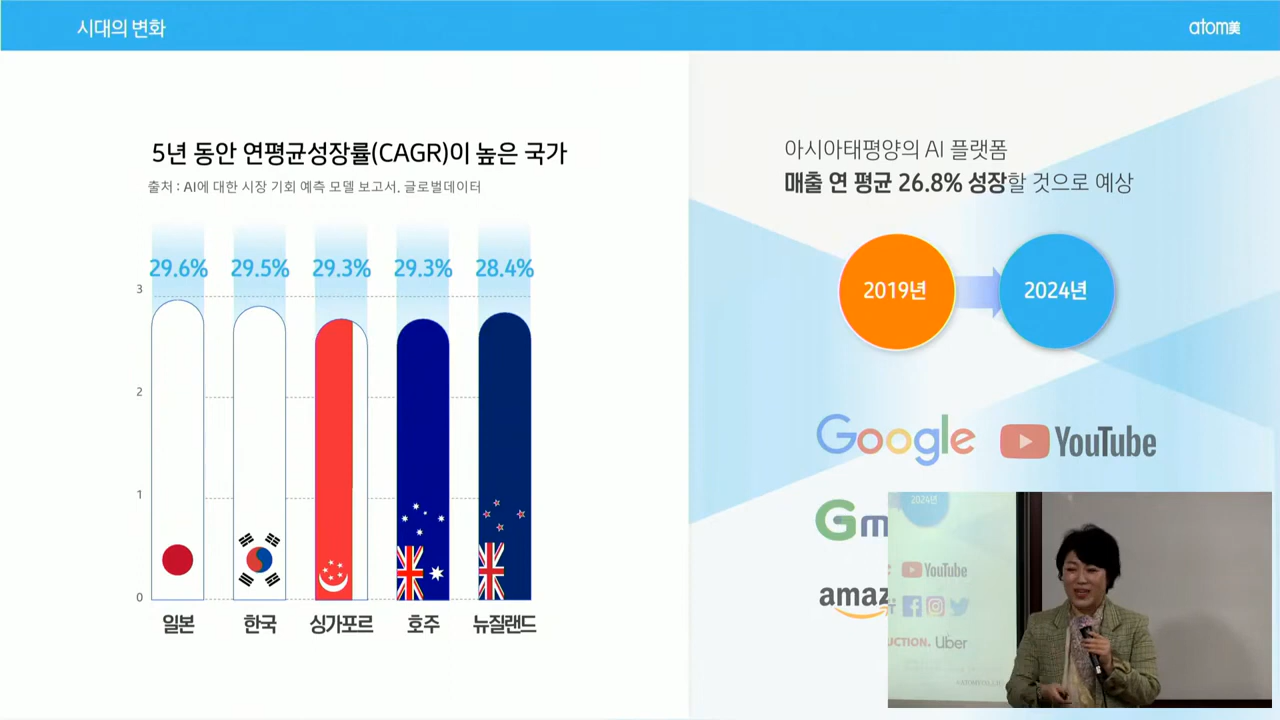 시대의 변화
atom美
5년 동안 연평균성장률(CAGR)이 높은 국가
출처 : AI에 대한 시장 기회 예측 모델 보고서. 글로벌데이터
29.6% 29.5% 29.3% 29.3% 28.4%
3
2
1
0
일본 한국 싱가포르 호주 뉴질랜드
아시아태평양의 AI 플랫폼
매출 연 평균 26.8% 성장할 것으로 예상
2019년 2024년
Google YouTube
Gm
amaz
2024년
YouTube
UCTION. Uber